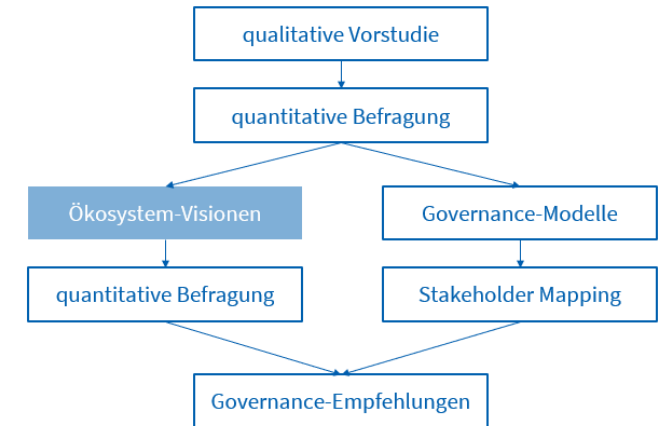 qualitative Vorstudie
quantitative Befragung
Ökosystem-Visionen
Governance-Modelle
quantitative Befragung
Stakeholder Mapping
Governance-Empfehlungen